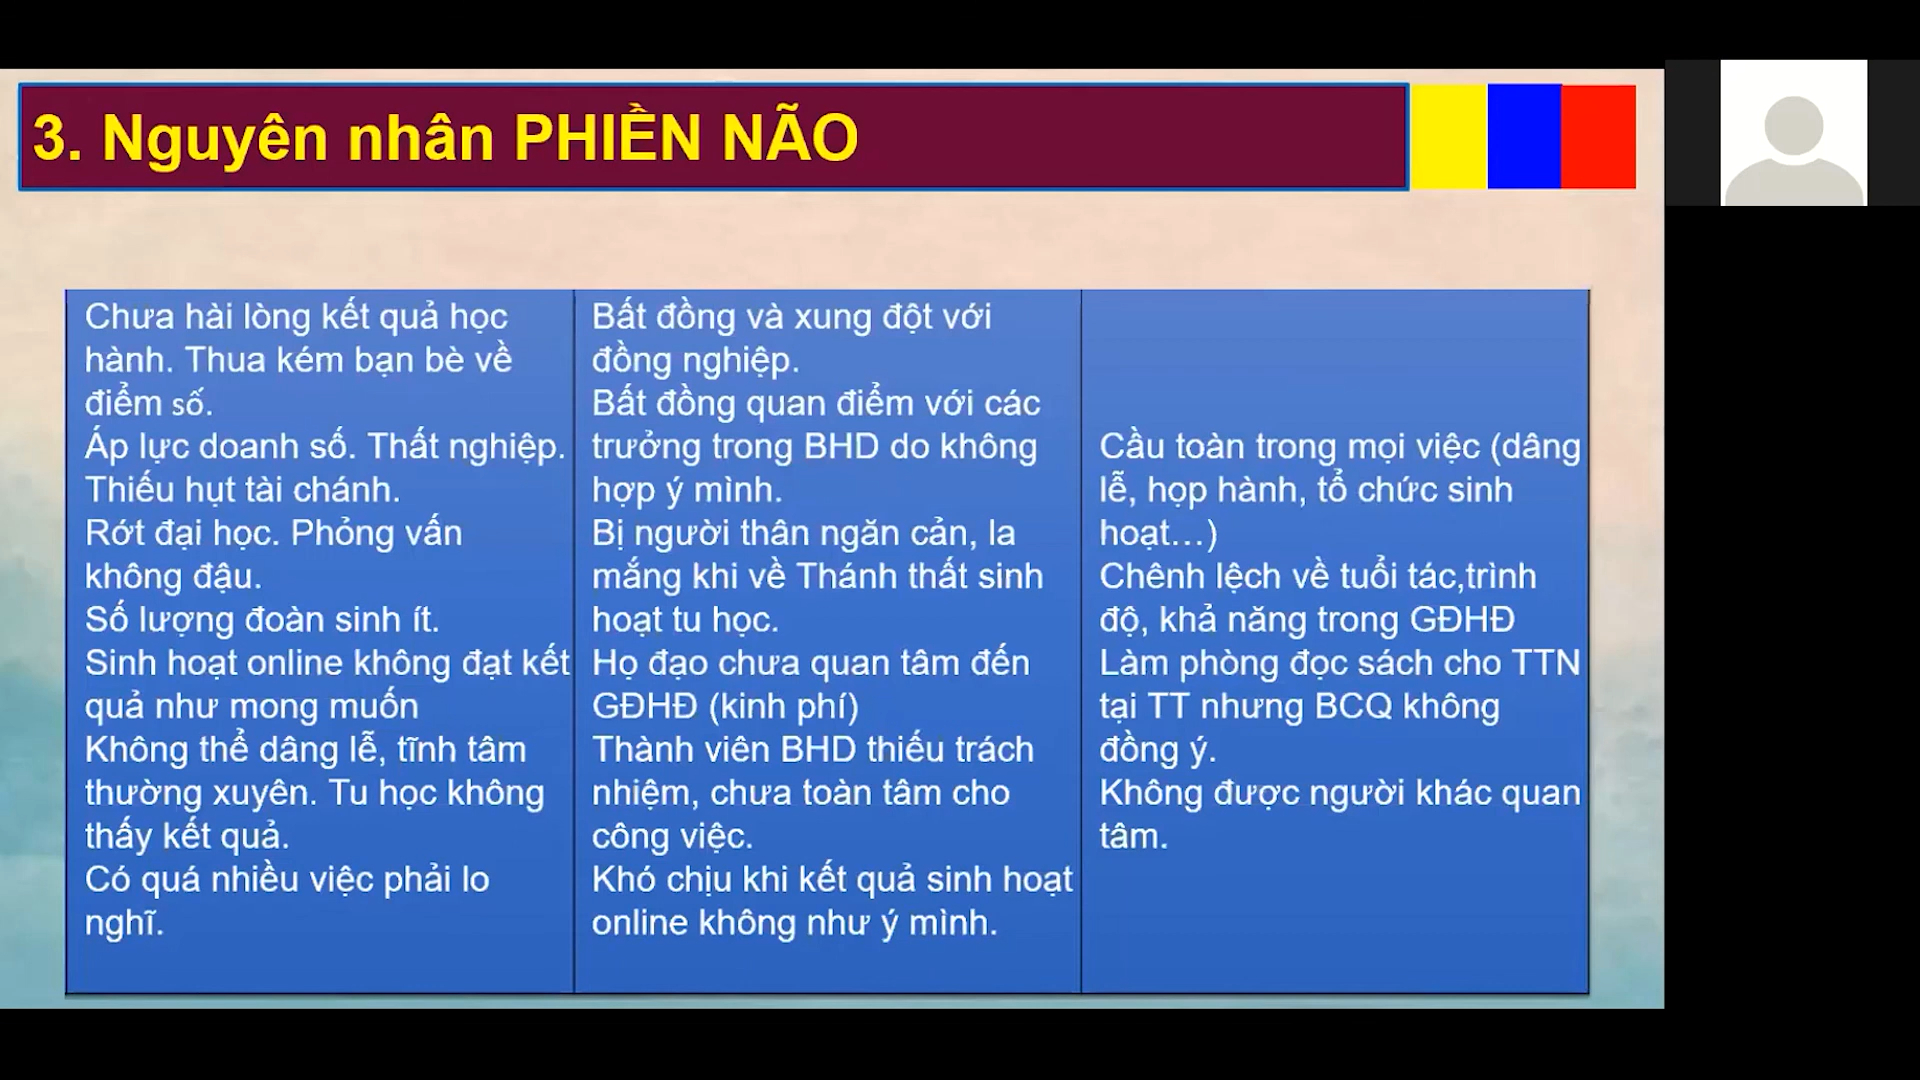 3. Nguyên nhân PHIỀN NÃO
Chưa hài lòng kết quả học
hành. Thua kém bạn bè về
điểm số.
Áp lực doanh số. Thất nghiệp.
Thiếu hụt tài chánh.
Rớt đại học. Phỏng vấn
không đậu.
Số lượng đoàn sinh ít.
Sinh hoạt online không đạt kết
quả như mong muốn
Không thể dâng lễ, tĩnh tâm
thường xuyên. Tu học không
thấy kết quả.
Có quá nhiều việc phải lo
nghĩ.
Bất đồng và xung đột với
đồng nghiệp.
Bất đồng quan điểm với các
trưởng trong BHD do không
hợp ý mình.
Bị người thân ngăn cản, la
mắng khi về Thánh thất sinh
hoạt tu học.
Họ đạo chưa quan tâm đến
GĐHĐ (kinh phí)
Thành viên BHD thiếu trách
nhiệm, chưa toàn tâm cho
công việc.
Khó chịu khi kết quả sinh hoạt
online không như ý mình.
Cầu toàn trong mọi việc (dâng
lễ, họp hành, tổ chức sinh
hoạt...)
Chênh lệch về tuổi tác,trình
độ, khả năng trong GĐHĐ
Làm phòng đọc sách cho TTN
tại TT nhưng BCQ không
đồng ý.
Không được người khác quan
tâm.